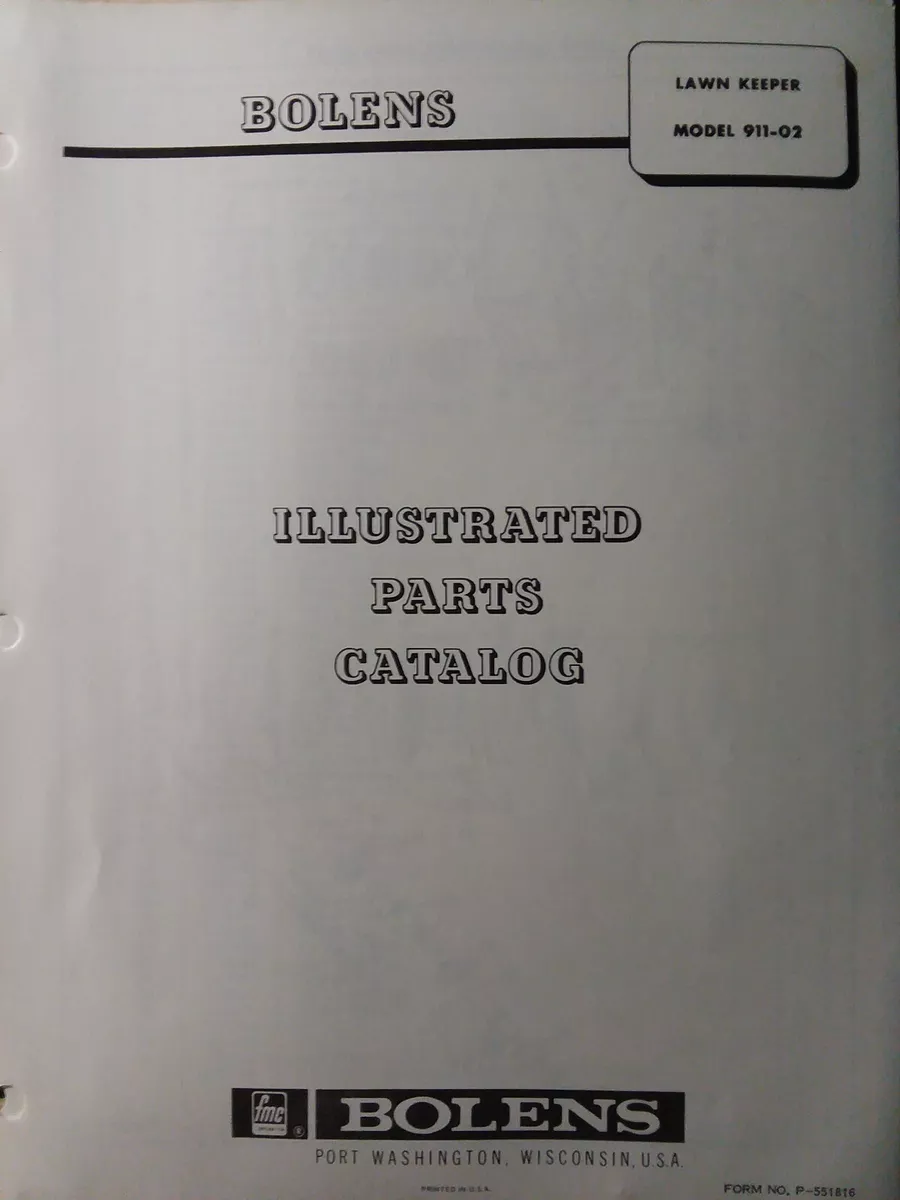 BOLENS
LAWN KEEPER
MODEL 911-02
ILLUSTRATED
PARTS
CATALOG
fmc
®
BOLENS
PORT WASHINGTON, WISCONSIN, U.S.A.
PRINTED IN U.S.A.
FORM NO. P-551816